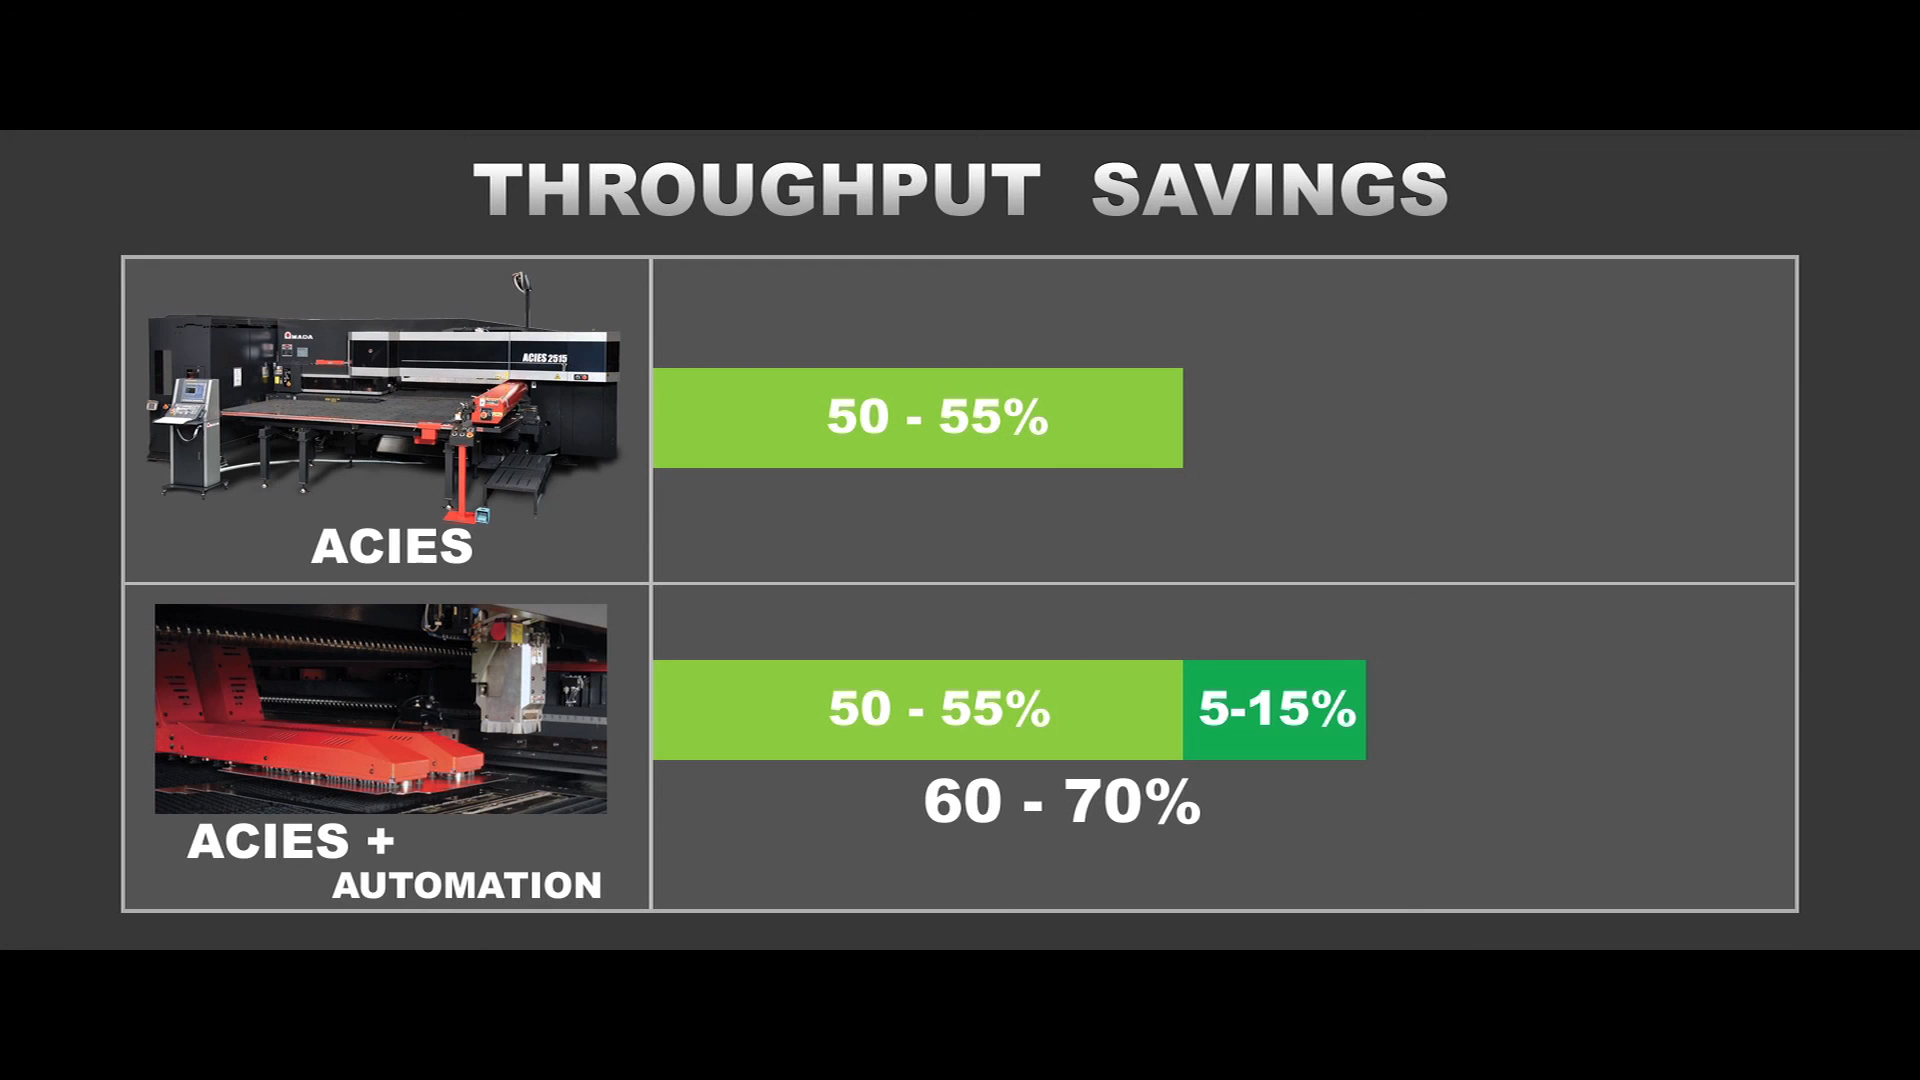 THROUGHPUT SAVINGS
AMADA
ACIES 2515
50 - 55%
ACIES
50 - 55%
5-15%
60 - 70%
ACIES +
AUTOMATION